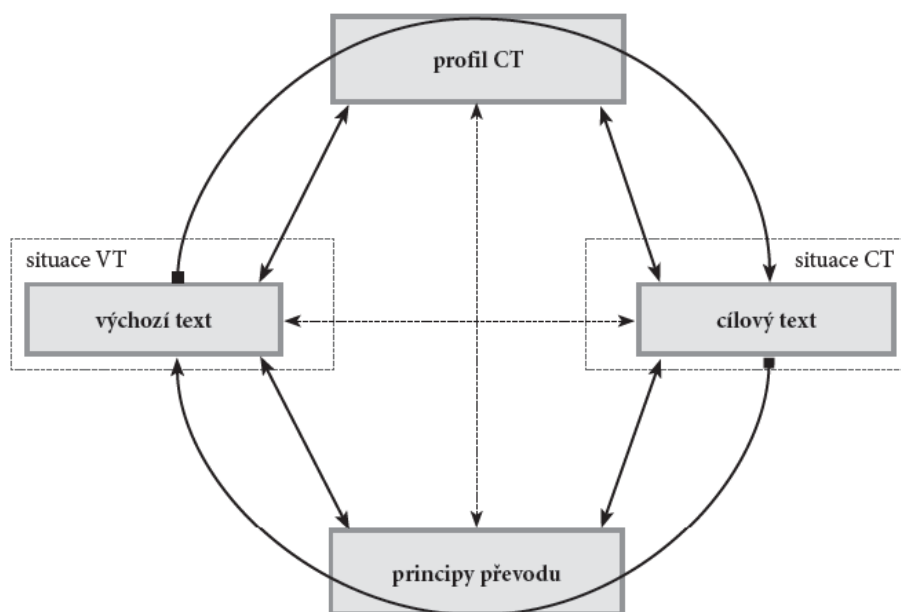 profil CT
situace VT
situace CT
výchozí text
cílový text
principy převodu